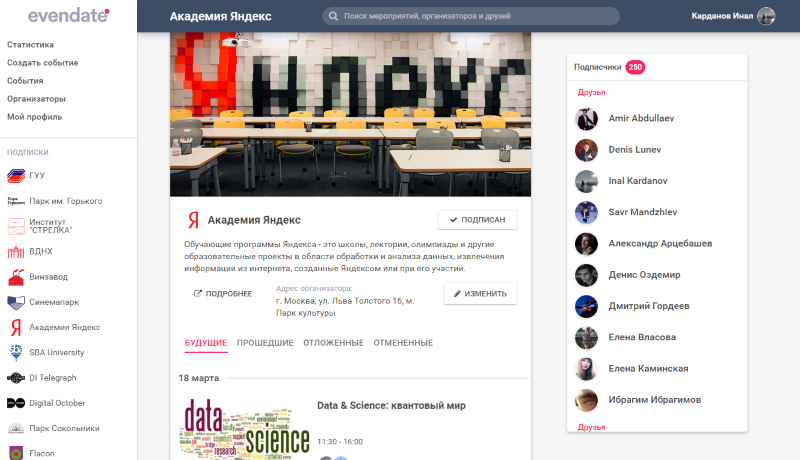 evendate
Академия Яндекс
Поиск мероприятий, организаторов и друзей
Карданов Инал
Статистика
Создать событие
События
Организаторы
Мой профиль
ПОДПИСКИ
ГУУ
Парк им. Горького
Институт
"СТРЕЛКА"
ВДНХ
Винзавод
Синемапарк
Академия Яндекс
SBA University
DI Telegraph
Digital October
Парк Сокольники
Flacon
Академия Яндекс
ПОДПИСАН
Обучающие программы Яндекса - это школы, лектории, олимпиады и другие
образовательные проекты в области обработки и анализа данных, извлечения
информации из интернета, созданные Яндексом или при его участии.
ПОДРОБНЕЕ
Адрес организатора:
г. Москва, ул. Льва Толстого 16, м.
Парк культуры
ИЗМЕНИТЬ
БУДУЩИЕ ПРОШЕДШИЕ ОТЛОЖЕННЫЕ ОТМЕНЕННЫЕ
18 марта
data
science
research
Data & Science: квантовый мир
11:30 - 16:00
Подписчики 250
Друзья
Amir Abdullaev
Denis Lunev
Inal Kardanov
Savr Mandzhiev
Александр Арцебашев
Денис Оздемир
Дмитрий Гордеев
Елена Власова
Елена Каминская
Ибрагим Ибрагимов
Друзья